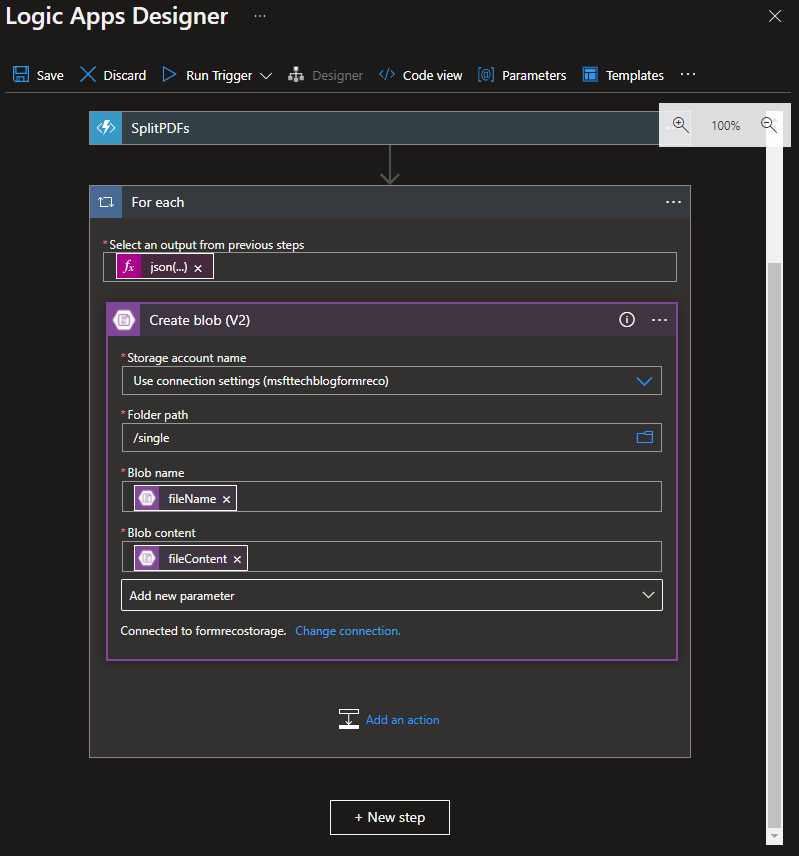 Logic Apps Designer ...
Save Discard Run Trigger Designer Code view Parameters Templates ...
100%
SplitPDFs
For each ...
*Select an output from previous steps
fx json(...) ×
Create blob (V2) ...
*Storage account name
Use connection settings (msfttechblogformreco)
*Folder path
/single
*Blob name
fileName ×
*Blob content
fileContent ×
Add new parameter
Connected to formrecostorage. Change connection.
Add an action
+ New step